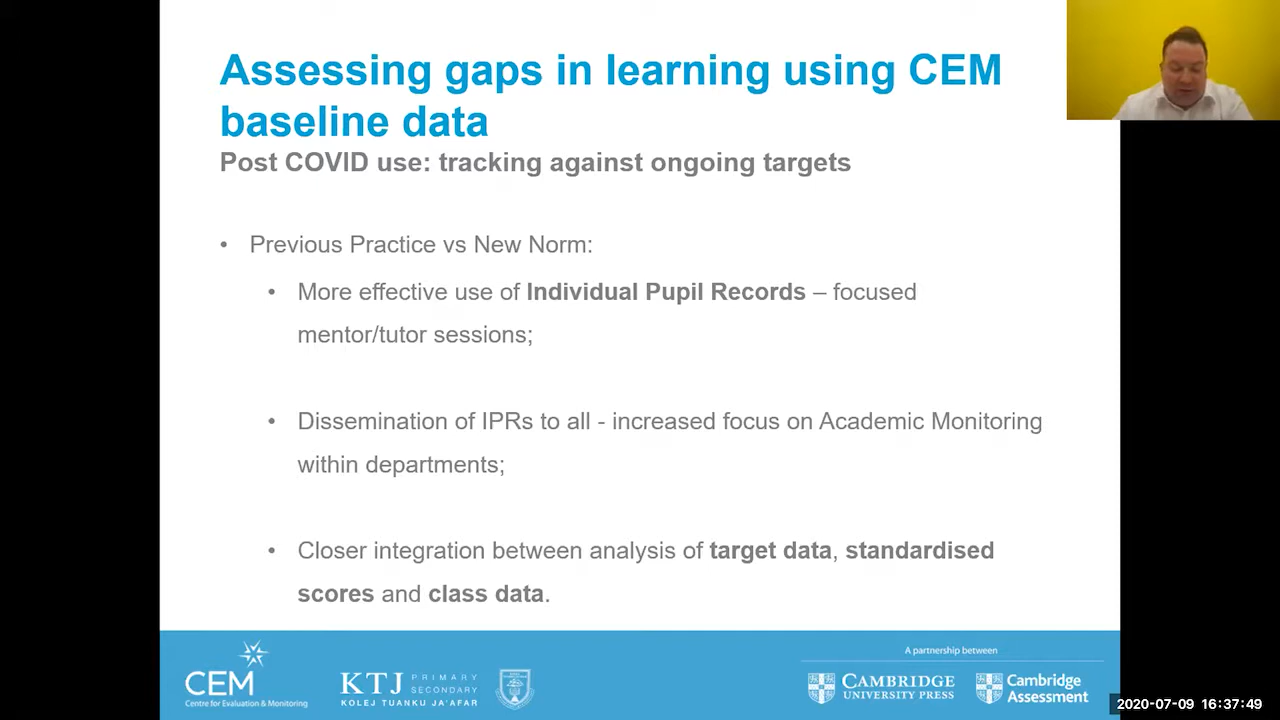 Assessing gaps in learning using CEM
baseline data
Post COVID use: tracking against ongoing targets
• Previous Practice vs New Norm:
• More effective use of Individual Pupil Records – focused
mentor/tutor sessions;
• Dissemination of IPRs to all - increased focus on Academic Monitoring
within departments;
• Closer integration between analysis of target data, standardised
scores and class data.
CEM
Centre for Evaluation & Monitoring
KTJ PRIMARY
SECONDARY
KOLEJ TUANKU JA'AFAR
A partnership between
CAMBRIDGE
UNIVERSITY PRESS
Cambridge
Assessment
2020-07-09 16:37:49